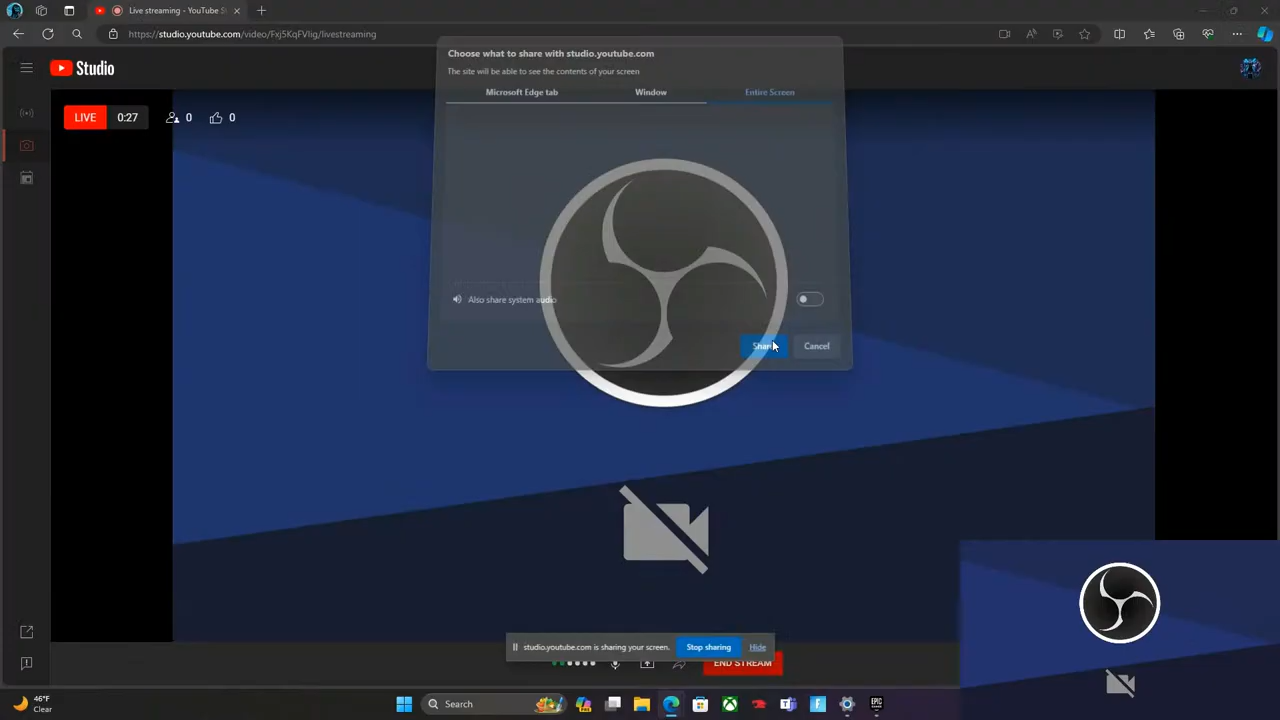 Live streaming - YouTube S
https://studio.youtube.com/video/Fxj5KqFVlig/livestreaming
Studio
LIVE
0:27
0
0
Choose what to share with studio.youtube.com
The site will be able to see the contents of your screen
Microsoft Edge tab
Window
Entire Screen
Also share system audio
Share
Cancel
studio.youtube.com is sharing your screen.
Stop sharing
Hide
END STREAM
46°F
Clear
Search
EPIC